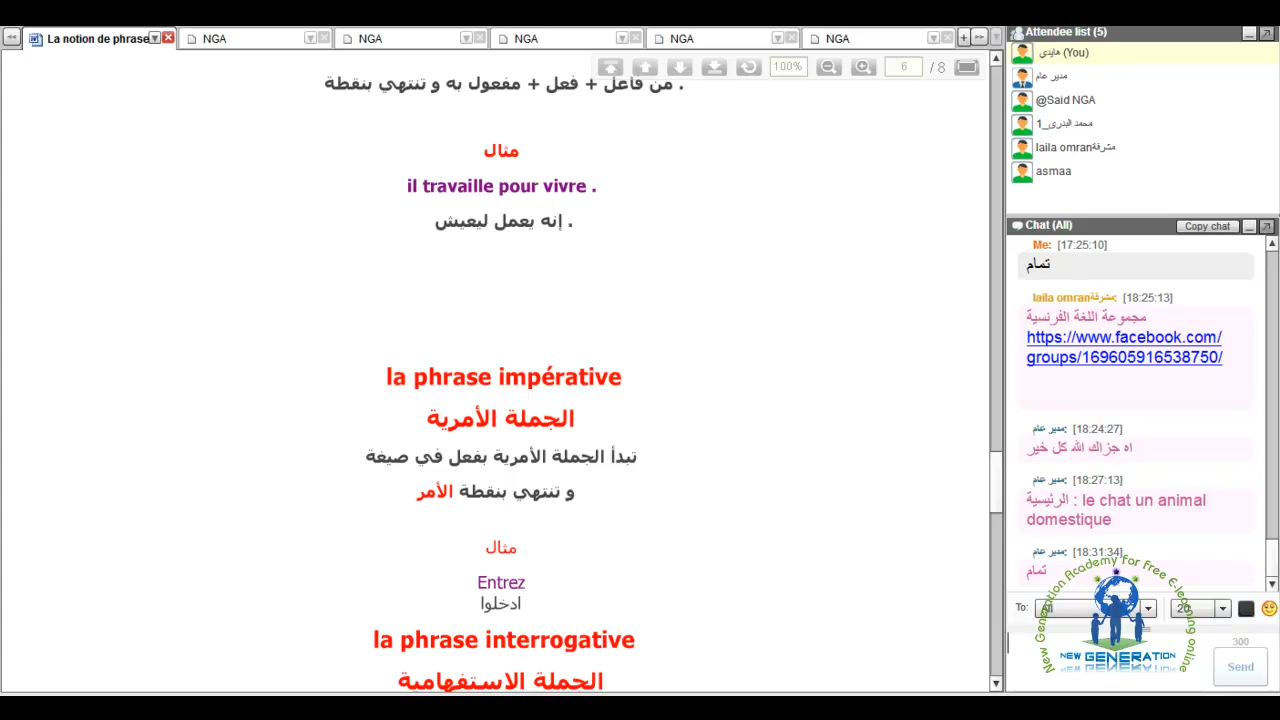 La notion de phrase
NGA
NGA
NGA
NGA
NGA
100%
6 / 8
من فاعل + فعل + مفعول به و تنتهي بنقطة .
مثال
il travaille pour vivre .
إنه يعمل ليعيش .
la phrase impérative
الجملة الأمرية
تبدأ الجملة الأمرية بفعل في صيغة
الأمر و تنتهي بنقطة
مثال
Entrez
ادخلوا
la phrase interrogative
الجملة الاستفهامية
Attendee list (5)
هايدي (You)
مدير عام
@Said NGA
محمد البدرى_1
laila omranمشرفة
asmaa
Chat (All)
Copy chat
Me: [17:25:10]
تمام
laila omranمشرفة: [18:25:13]
مجموعة اللغة الفرنسية
https://www.facebook.com/
groups/169605916538750/
مدير عام: [18:24:27]
اه جزاك الله كل خير
مدير عام: [18:27:13]
الرئيسية : le chat un animal
domestique
مدير عام: [18:31:34]
تمام
To:
300
Send
New Generation Academy For Free E-learning online
NEW GENERATION